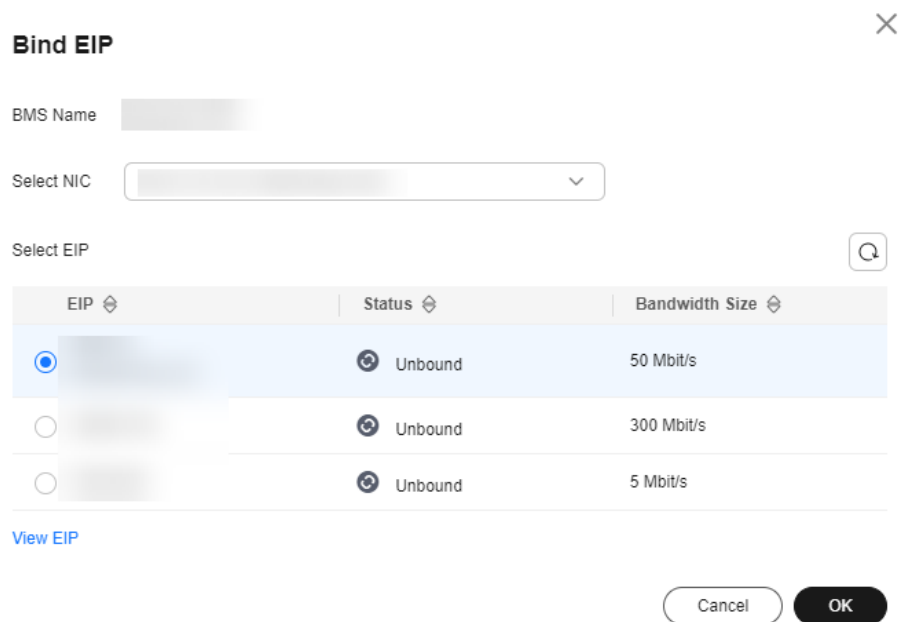 Bind EIP
BMS Name
Select NIC
Select EIP
EIP Status Bandwidth Size
Unbound 50 Mbit/s
Unbound 300 Mbit/s
Unbound 5 Mbit/s
View EIP
Cancel OK